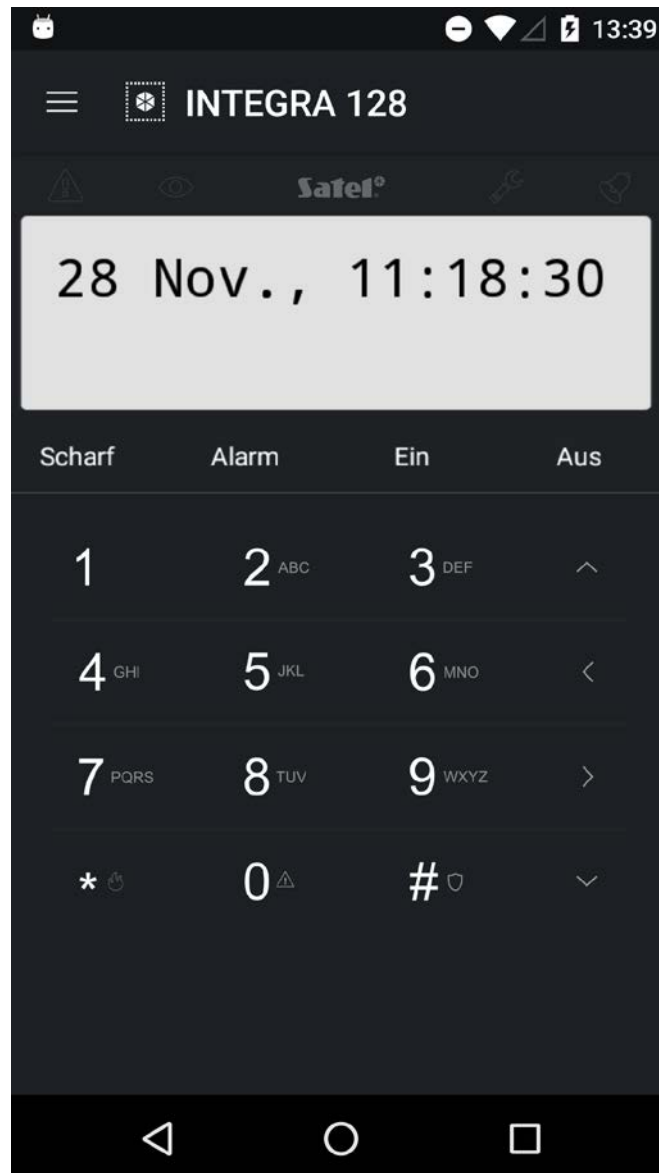 13:39
INTEGRA 128
Satel
28 Nov., 11:18:30
Scharf Alarm Ein Aus
1 2 ABC 3 DEF
4 GHI 5 JKL 6 MNO
7 PQRS 8 TUV 9 WXYZ
* 0 #